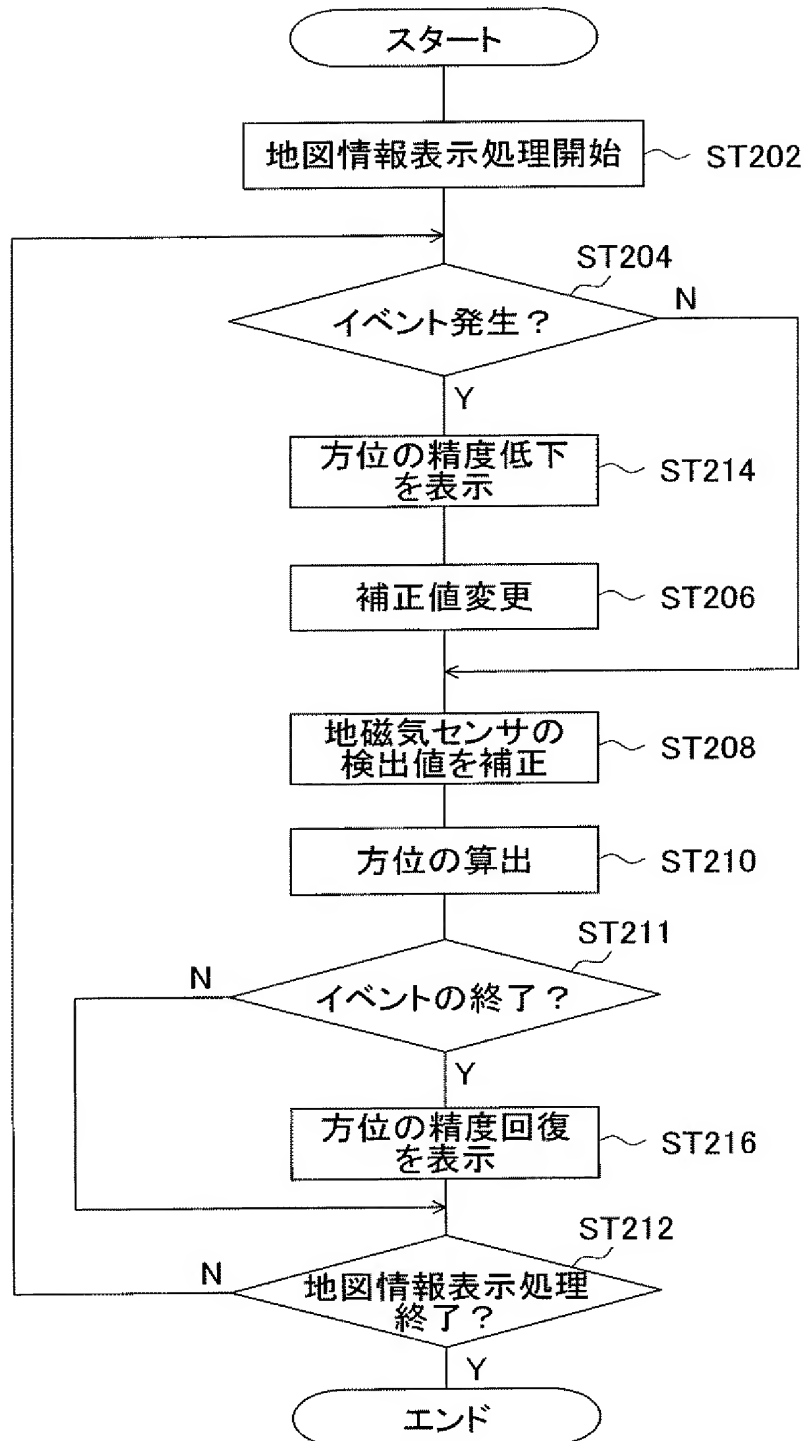 スタート
地図情報表示処理開始
ST202
ST204
イベント発生?
N
Y
方位の精度低下
を表示
ST214
補正値変更
ST206
地磁気センサの
検出値を補正
ST208
方位の算出
ST210
ST211
N
イベントの終了?
Y
方位の精度回復
を表示
ST216
ST212
N
地図情報表示処理
終了?
Y
エンド